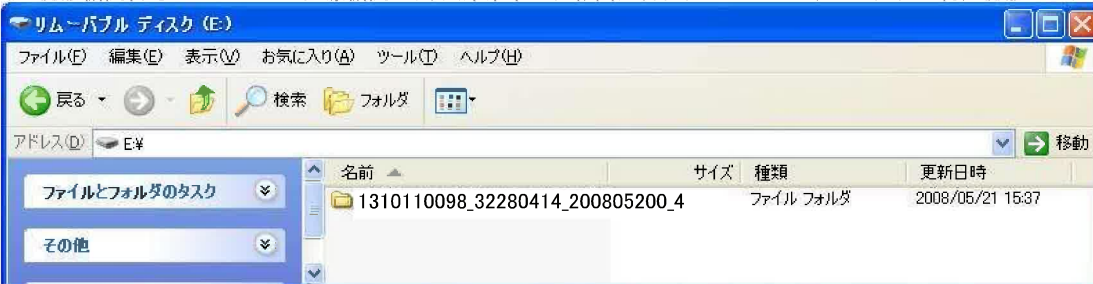 リムーバブル ディスク (E:)
ファイル(F) 編集(E) 表示(V) お気に入り(A) ツール(T) ヘルプ(H)
戻る 検索 フォルダ
アドレス(D) E:¥ 移動
名前 サイズ 種類 更新日時
ファイルとフォルダのタスク
1310110098_32280414_200805200_4 ファイル フォルダ 2008/05/21 15:37
その他